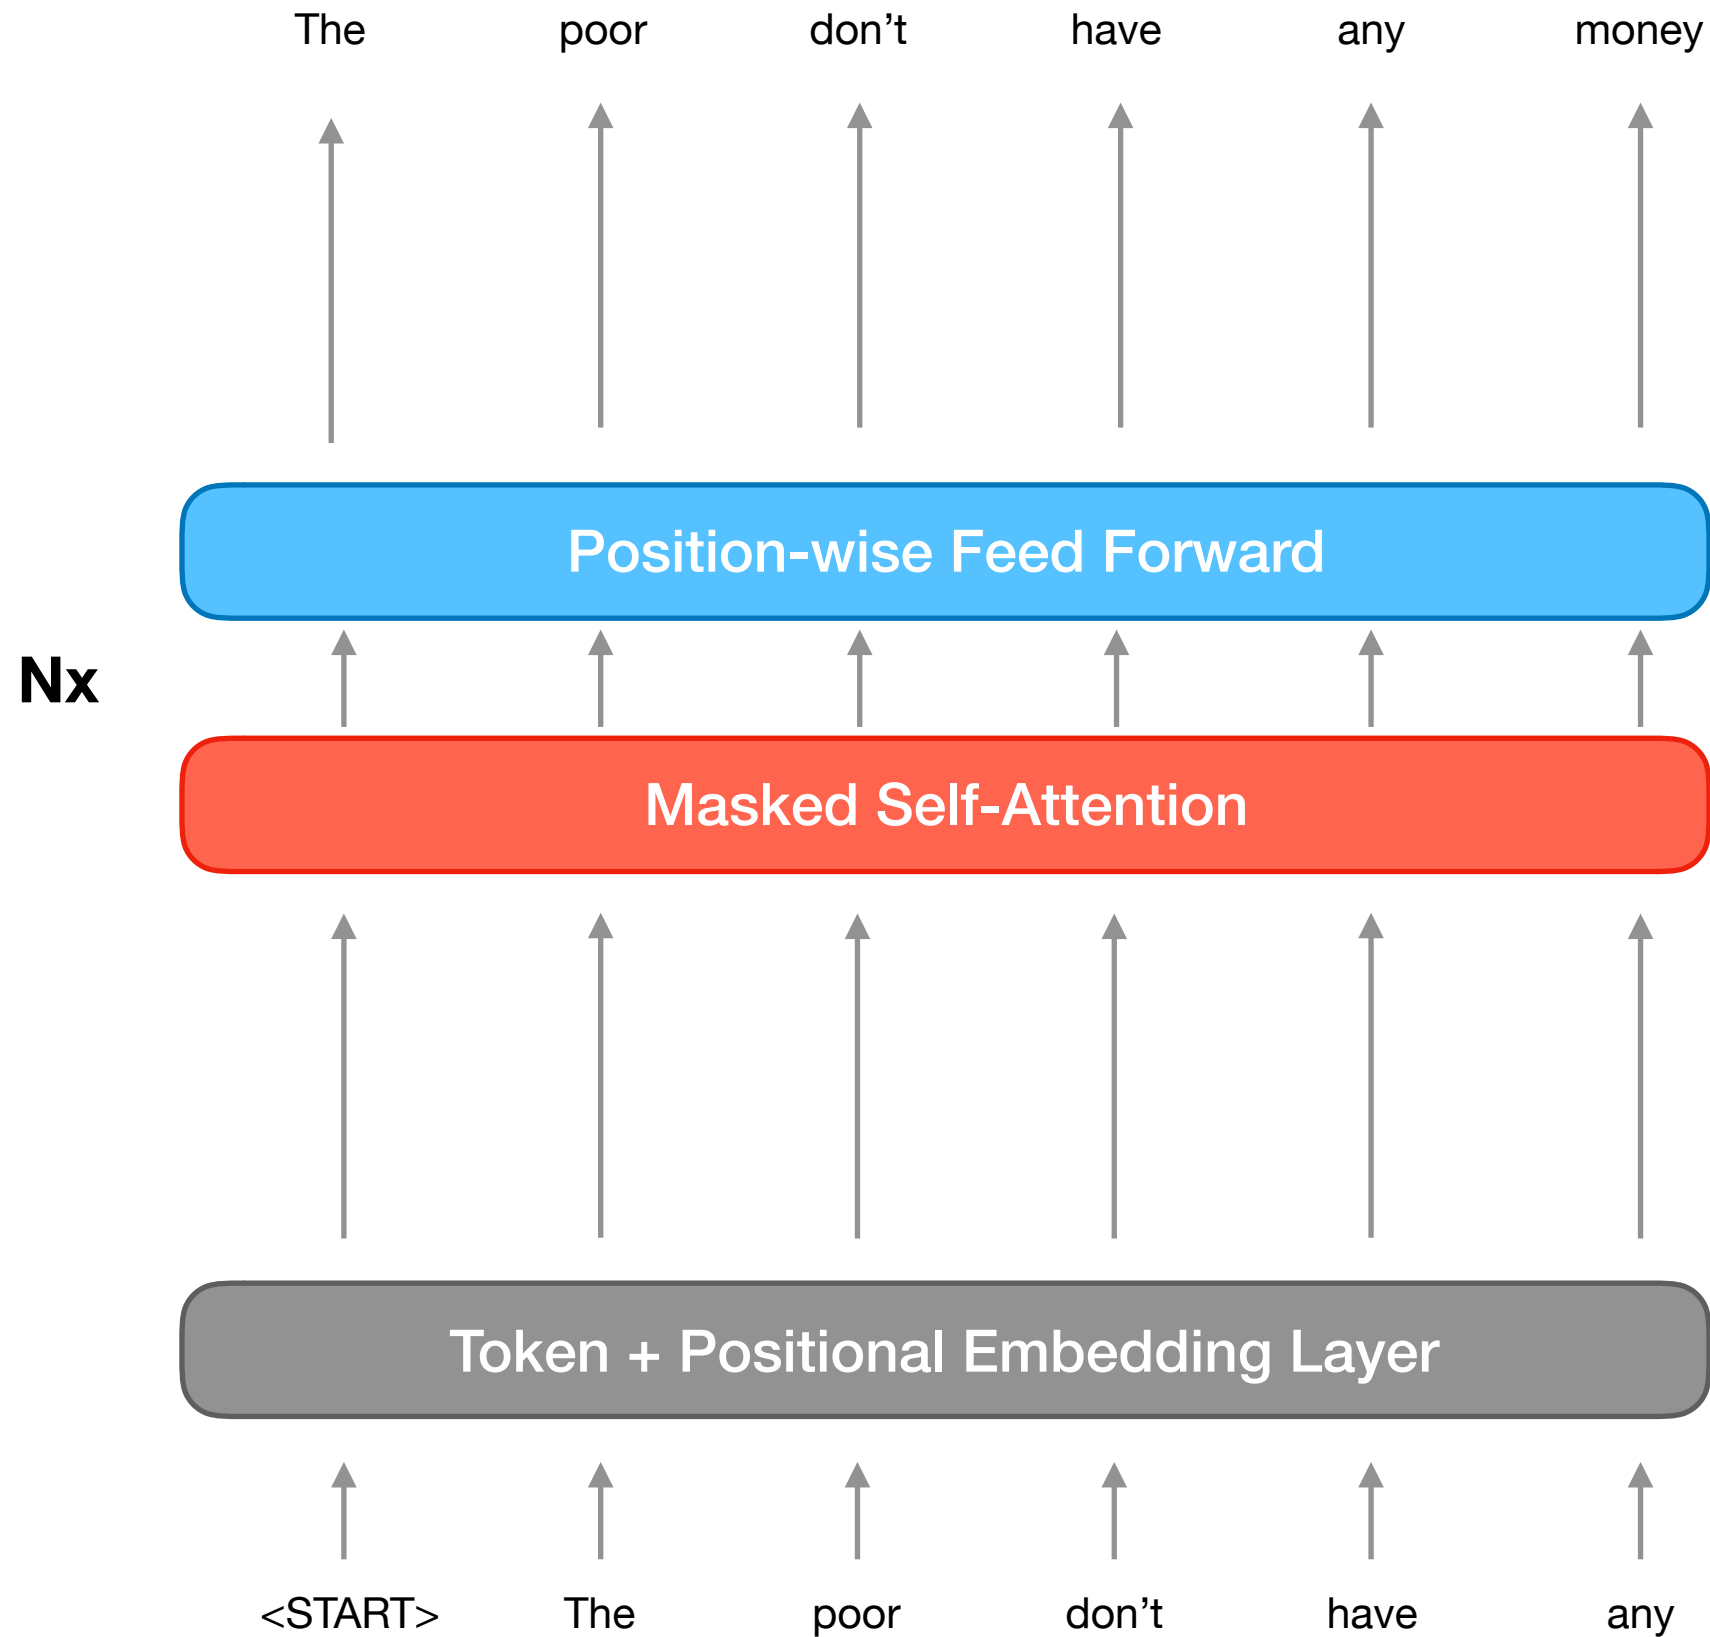 The poor don’t have any money
Position-wise Feed Forward
Nx
Masked Self-Attention
Token + Positional Embedding Layer
<START> The poor don’t have any